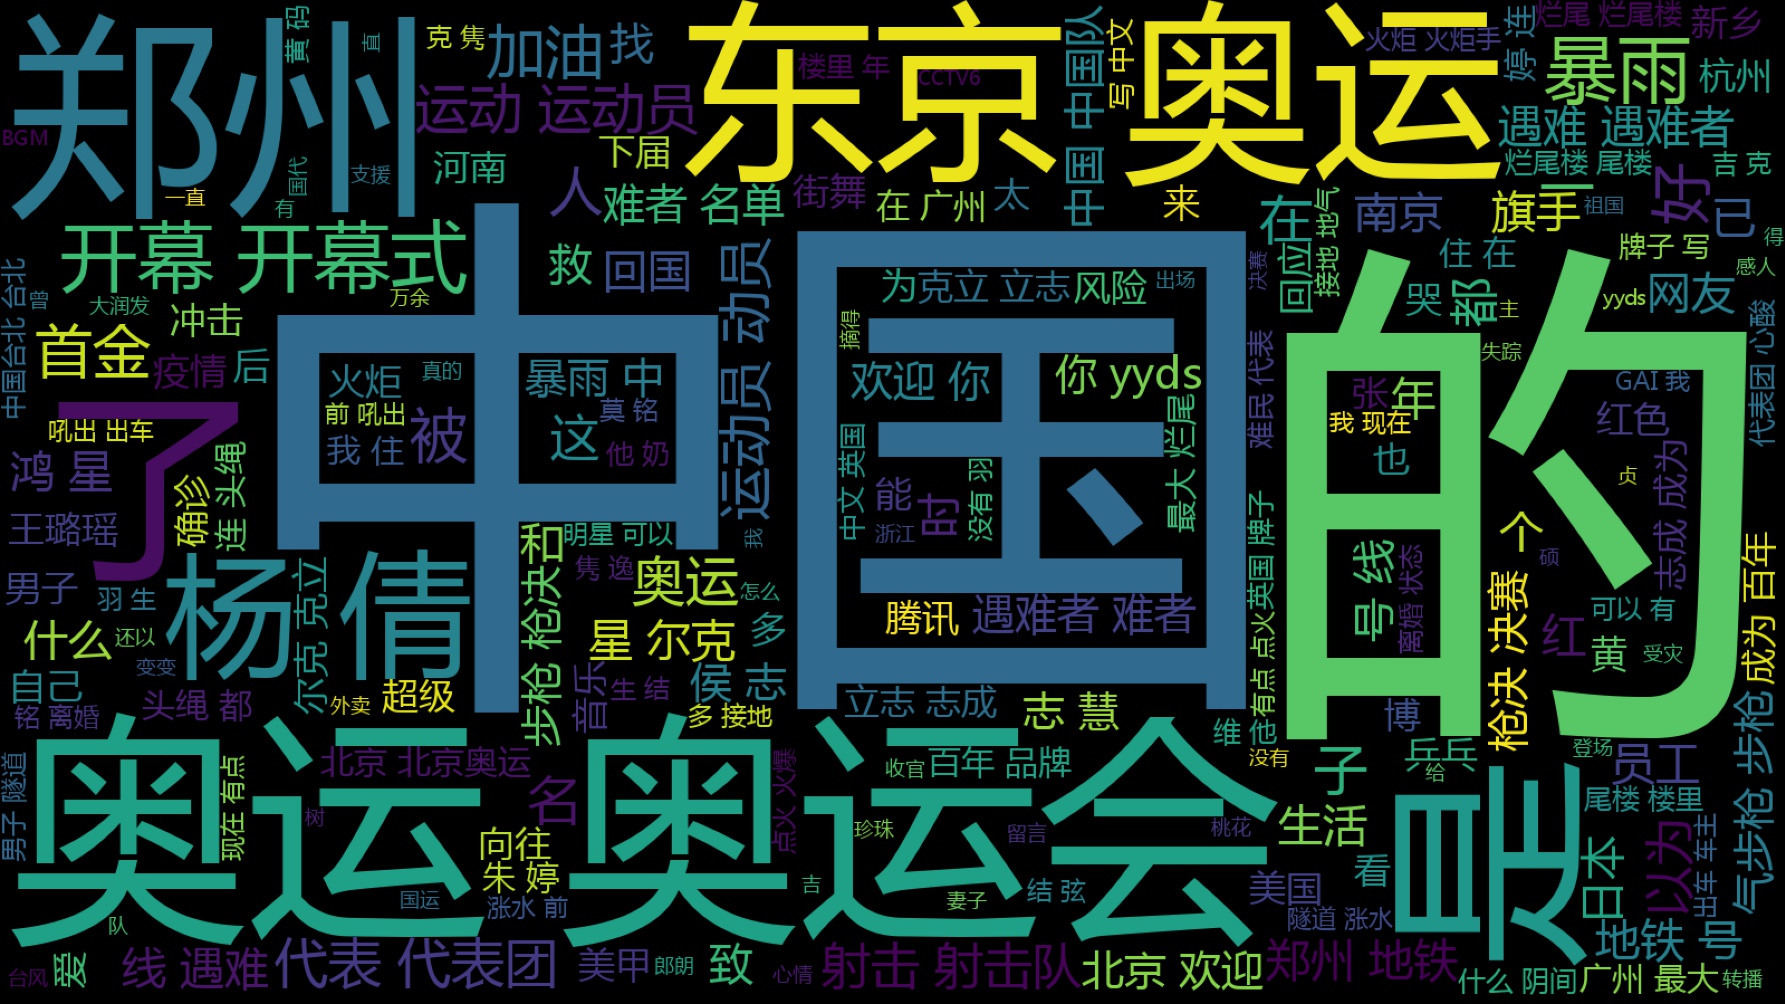 郑州
东京 奥运
中国
的
奥运 奥运会
是
了
杨倩
开幕 开幕式
黄 码
直
克 隽
加油
找
楼里 年
CCTV6
中国 中国队
写 中文
火炬 火炬手
婷 连
烂尾 烂尾楼
新乡
暴雨
杭州
BGM
运动 运动员
遇难 遇难者
河南
下届
国代
支援
一直
有
人
难者 名单
街舞
在 广州
太
来
烂尾楼 尾楼
吉 克
在
接地 地气
南京
旗手
祖国
好
已
得
救
回国
运动员 动员
为
克立 立志
风险
出场
决赛
回应
住 在
牌子 写
感人
哭
都
主
yyds
网友
中国台北 台北
曾
大润发
万余
冲击
首金
疫情
后
火炬
真的
暴雨 中
摘得
欢迎 你
你 yyds
难民 代表
失踪
GAI 我
代表团 心酸
前 吼出
我 住
被
莫 铭
这
他 奶
张
年
我 现在
也
红色
吼出 出车
鸿 星
确诊
连 头绳
王璐瑶
中文 英国
能
时
浙江
没有 羽
最大 烂尾
贞
志成 成为
和
明星 可以
我
英国 牌子
号 线
离婚 状态
个
硕
成为 百年
男子
羽 生
尔克 克立
步枪 枪决
隽 逸
奥运
怎么
腾讯
遇难者 难者
有点 点火
枪决 决赛
红
可以 有
黄
受灾
什么
还以
变变
星 尔克
多
自己
铭 离婚
头绳 都
外卖
超级
音乐
生 结
侯 志
多 接地
立志 志成
志 慧
维 他
博
气步枪 步枪
男子 隧道
现在 有点
北京 北京奥运
名
点火 火爆
收官
百年 品牌
没有
子
乒乒
给
登场
员工
树
向往
珍珠
留言
桃花
生活
尾楼 楼里
朱 婷
日本
以为
出车 车主
国运
涨水 前
吉
妻子
结 弦
美国
看
隧道 涨水
队
地铁 号
台风
爱
线 遇难
代表 代表团
美甲
郎朗
致
心情
射击 射击队
北京 欢迎
郑州 地铁
什么 阴间
广州 最大
转播